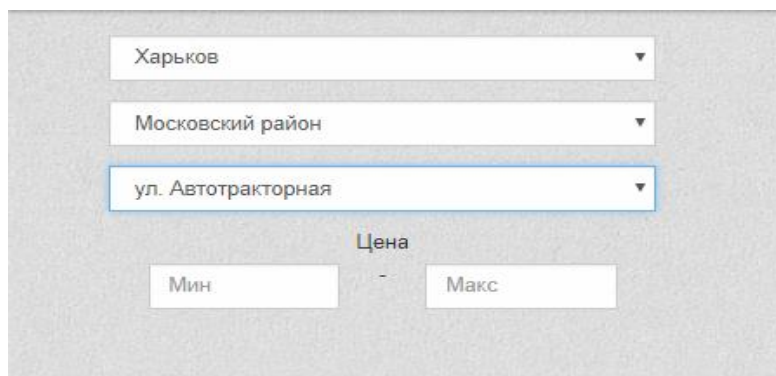 Харьков
Московский район
ул. Автотракторная
Цена
Мин - Макс